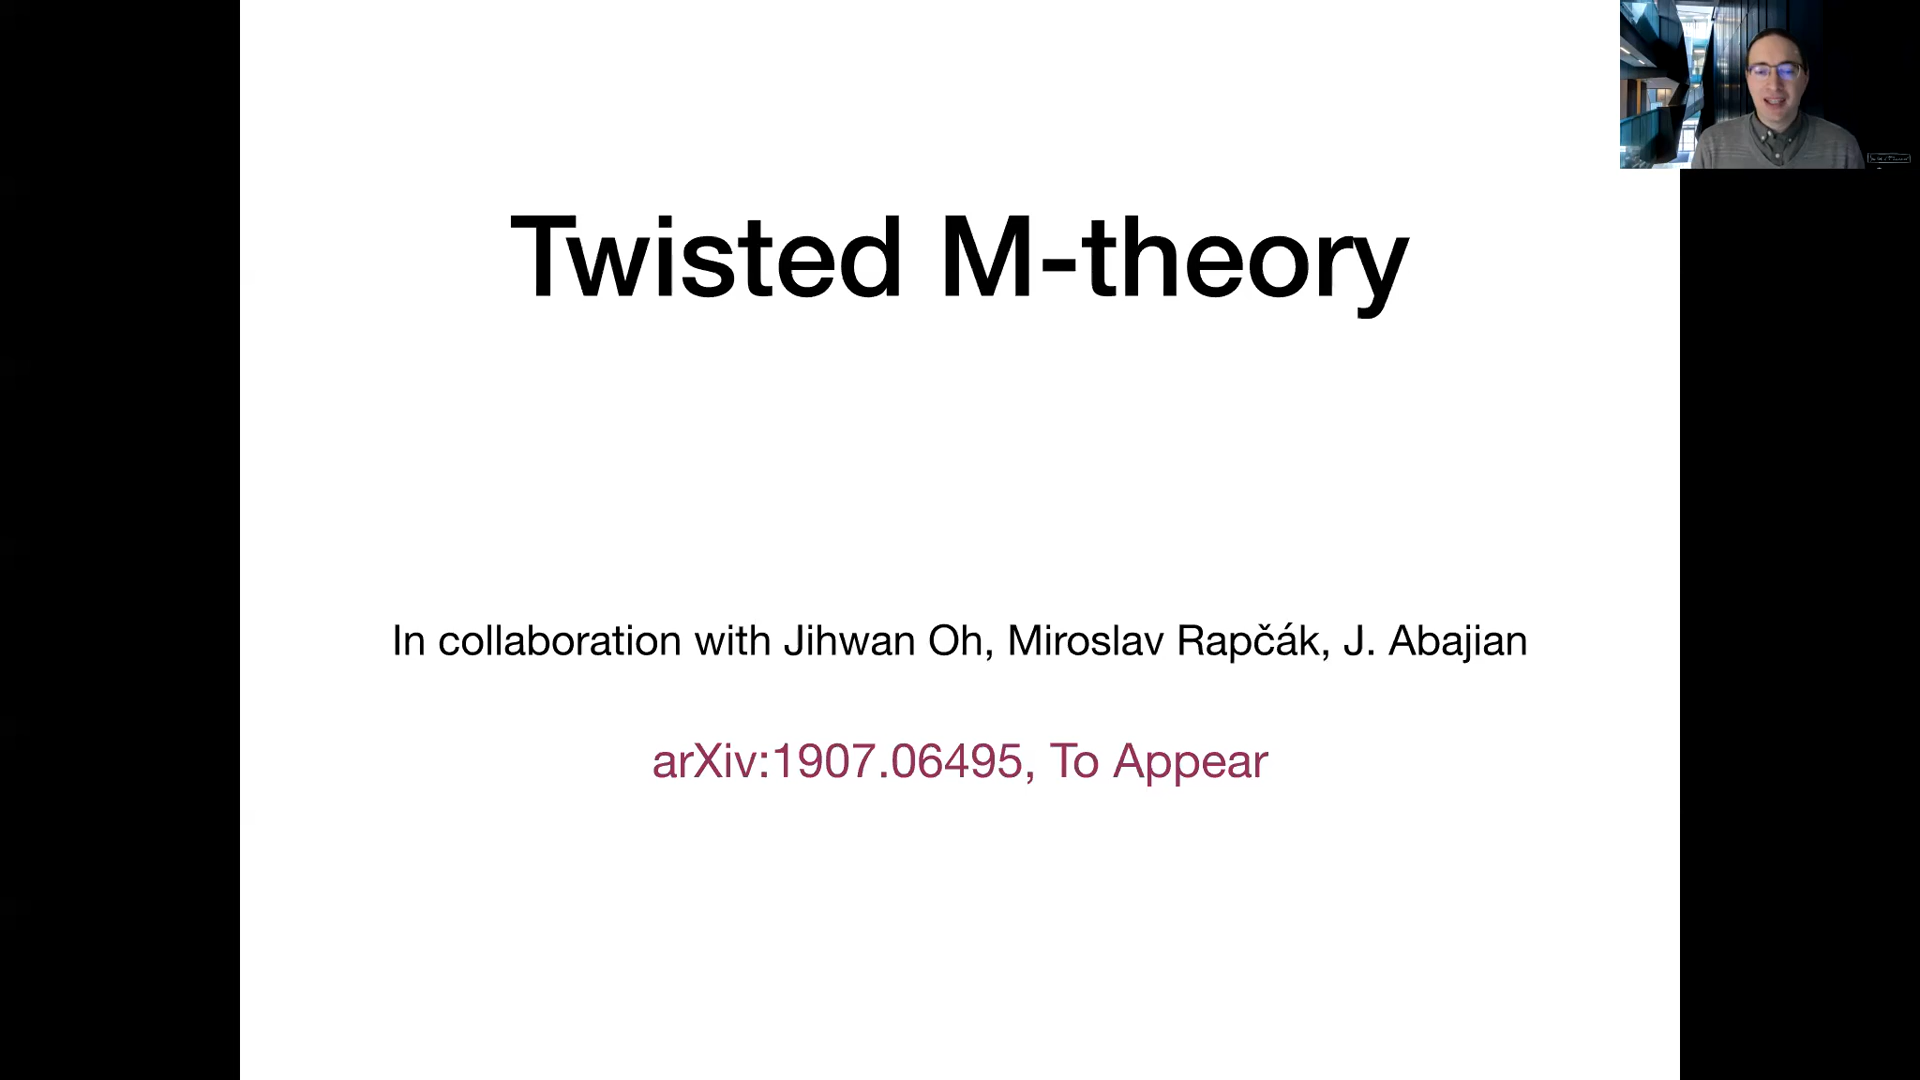 Twisted M-theory
In collaboration with Jihwan Oh, Miroslav Rapčák, J. Abajian
arXiv:1907.06495, To Appear